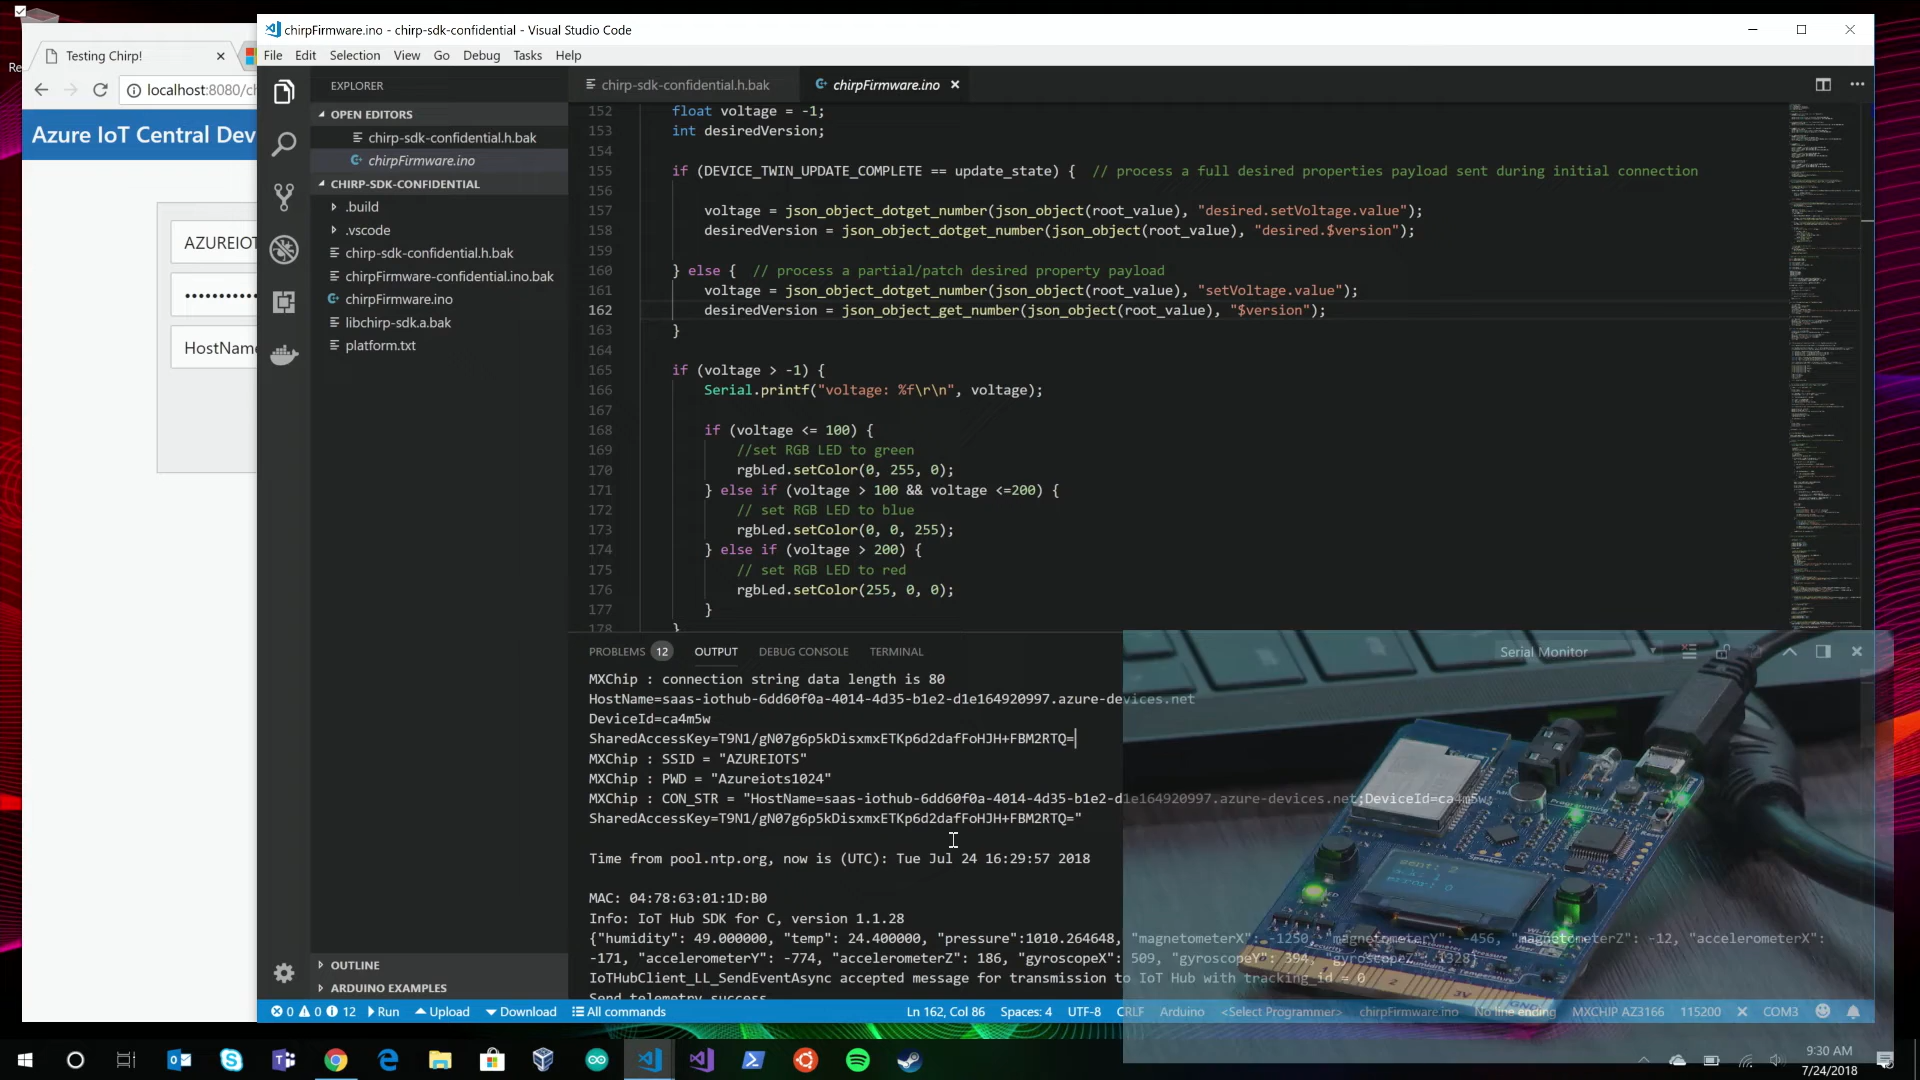 Testing Chirp!
localhost:8080/ch
Azure IoT Central Dev
AZUREIOT
HostName
chirpFirmware.ino - chirp-sdk-confidential - Visual Studio Code
File Edit Selection View Go Debug Tasks Help
EXPLORER
OPEN EDITORS
chirp-sdk-confidential.h.bak
chirpFirmware.ino
CHIRP-SDK-CONFIDENTIAL
.build
.vscode
chirp-sdk-confidential.h.bak
chirpFirmware-confidential.ino.bak
chirpFirmware.ino
libchirp-sdk.a.bak
platform.txt
OUTLINE
ARDUINO EXAMPLES
chirp-sdk-confidential.h.bak chirpFirmware.ino
152 float voltage = -1;
153 int desiredVersion;
154
155 if (DEVICE_TWIN_UPDATE_COMPLETE == update_state) { // process a full desired properties payload sent during initial connection
156
157 voltage = json_object_dotget_number(json_object(root_value), "desired.setVoltage.value");
158 desiredVersion = json_object_dotget_number(json_object(root_value), "desired.$version");
159
160 } else { // process a partial/patch desired property payload
161 voltage = json_object_dotget_number(json_object(root_value), "setVoltage.value");
162 desiredVersion = json_object_get_number(json_object(root_value), "$version");
163 }
164
165 if (voltage > -1) {
166 Serial.printf("voltage: %f\r\n", voltage);
167
168 if (voltage <= 100) {
169 //set RGB LED to green
170 rgbLed.setColor(0, 255, 0);
171 } else if (voltage > 100 && voltage <=200) {
172 // set RGB LED to blue
173 rgbLed.setColor(0, 0, 255);
174 } else if (voltage > 200) {
175 // set RGB LED to red
176 rgbLed.setColor(255, 0, 0);
177 }
178 }
PROBLEMS 12 OUTPUT DEBUG CONSOLE TERMINAL Serial Monitor
MXChip : connection string data length is 80
HostName=saas-iothub-6dd60f0a-4014-4d35-b1e2-d1e164920997.azure-devices.net
DeviceId=ca4m5w
SharedAccessKey=T9N1/gN07g6p5kDisxmxETKp6d2dafFoHJH+FBM2RTQ=
MXChip : SSID = "AZUREIOTS"
MXChip : PWD = "Azureiots1024"
MXChip : CON_STR = "HostName=saas-iothub-6dd60f0a-4014-4d35-b1e2-d1e164920997.azure-devices.net;DeviceId=ca4m5w;
SharedAccessKey=T9N1/gN07g6p5kDisxmxETKp6d2dafFoHJH+FBM2RTQ="
Time from pool.ntp.org, now is (UTC): Tue Jul 24 16:29:57 2018
MAC: 04:78:63:01:1D:B0
Info: IoT Hub SDK for C, version 1.1.28
{"humidity": 49.000000, "temp": 24.400000, "pressure":1010.264648, "magnetometerX": -1250, "magnetometerY": -456, "magnetometerZ": -12, "accelerometerX":
-171, "accelerometerY": -774, "accelerometerZ": 186, "gyroscopeX": 509, "gyroscopeY": 394, "gyroscopeZ": 1328}
IoTHubClient_LL_SendEventAsync accepted message for transmission to IoT Hub with tracking_id = 0
Send telemetry success
sent: 2
error: 0
0 0 12 Run Upload Download All commands Ln 162, Col 86 Spaces: 4 UTF-8 CRLF Arduino <Select Programmer> chirpFirmware.ino No line ending MXCHIP AZ3166 115200 COM3
9:30 AM
7/24/2018